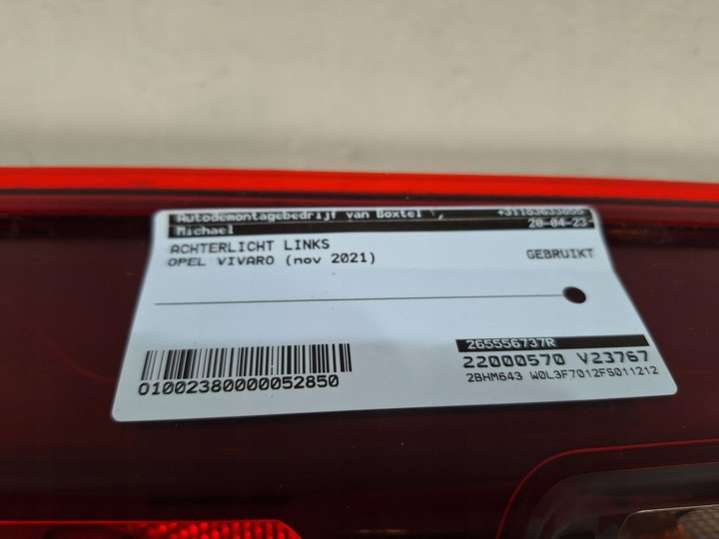 Autodemontagebedrijf van Boxtel
Michael 20-04-23
ACHTERLICHT LINKS
OPEL VIVARO (nov 2021) GEBRUIKT
265556737R
22000570 V23767
01002380000052850
2BHM643 W0L3F7012FS011212